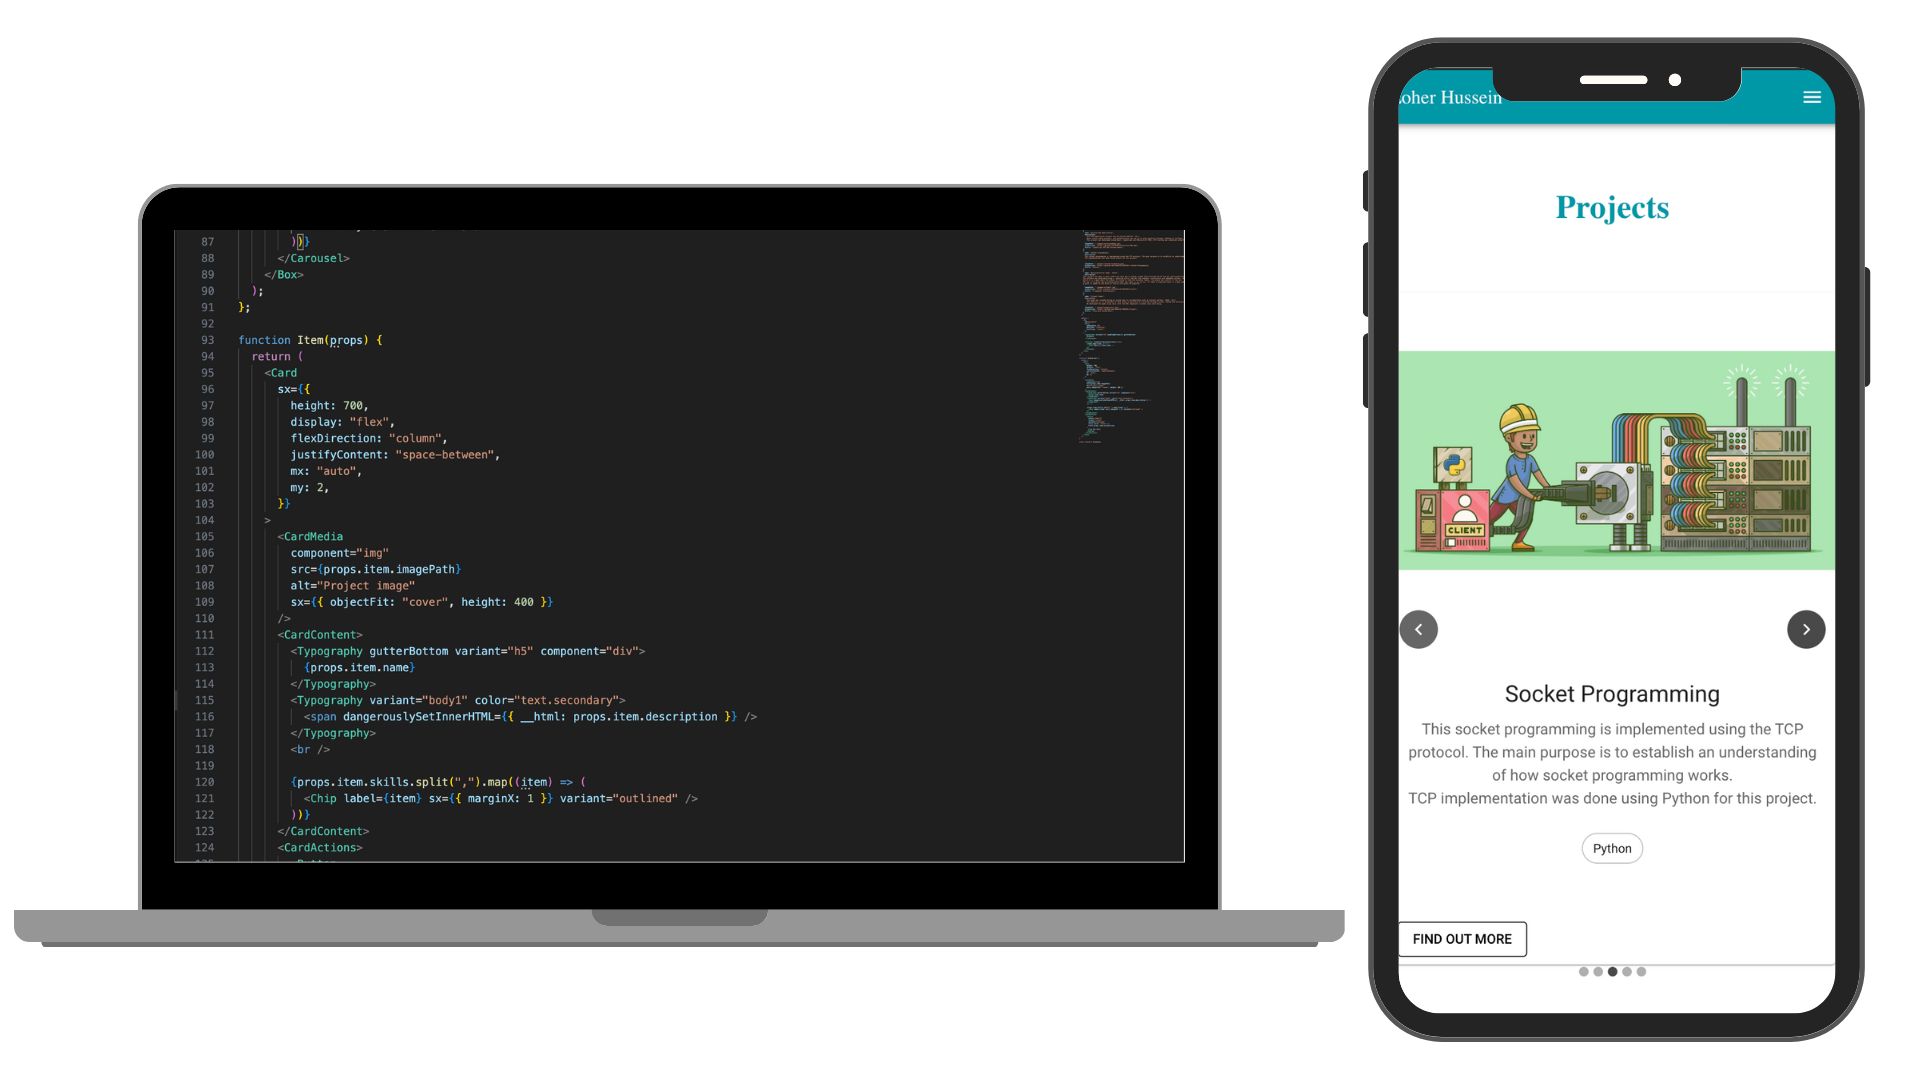 87 ))}
88 </Carousel>
89 </Box>
90 );
91 };
92
93 function Item(props) {
94 return (
95 <Card
96 sx={{
97 height: 700,
98 display: "flex",
99 flexDirection: "column",
100 justifyContent: "space-between",
101 mx: "auto",
102 my: 2,
103 }}
104 >
105 <CardMedia
106 component="img"
107 src={props.item.imagePath}
108 alt="Project image"
109 sx={{ objectFit: "cover", height: 400 }}
110 />
111 <CardContent>
112 <Typography gutterBottom variant="h5" component="div">
113 {props.item.name}
114 </Typography>
115 <Typography variant="body1" color="text.secondary">
116 <span dangerouslySetInnerHTML={{ __html: props.item.description }} />
117 </Typography>
118 <br />
119
120 {props.item.skills.split(",").map((item) => (
121 <Chip label={item} sx={{ marginX: 1 }} variant="outlined" />
122 ))}
123 </CardContent>
124 <CardActions>
oher Hussein
Projects
CLIENT
Socket Programming
This socket programming is implemented using the TCP
protocol. The main purpose is to establish an understanding
of how socket programming works.
TCP implementation was done using Python for this project.
Python
FIND OUT MORE